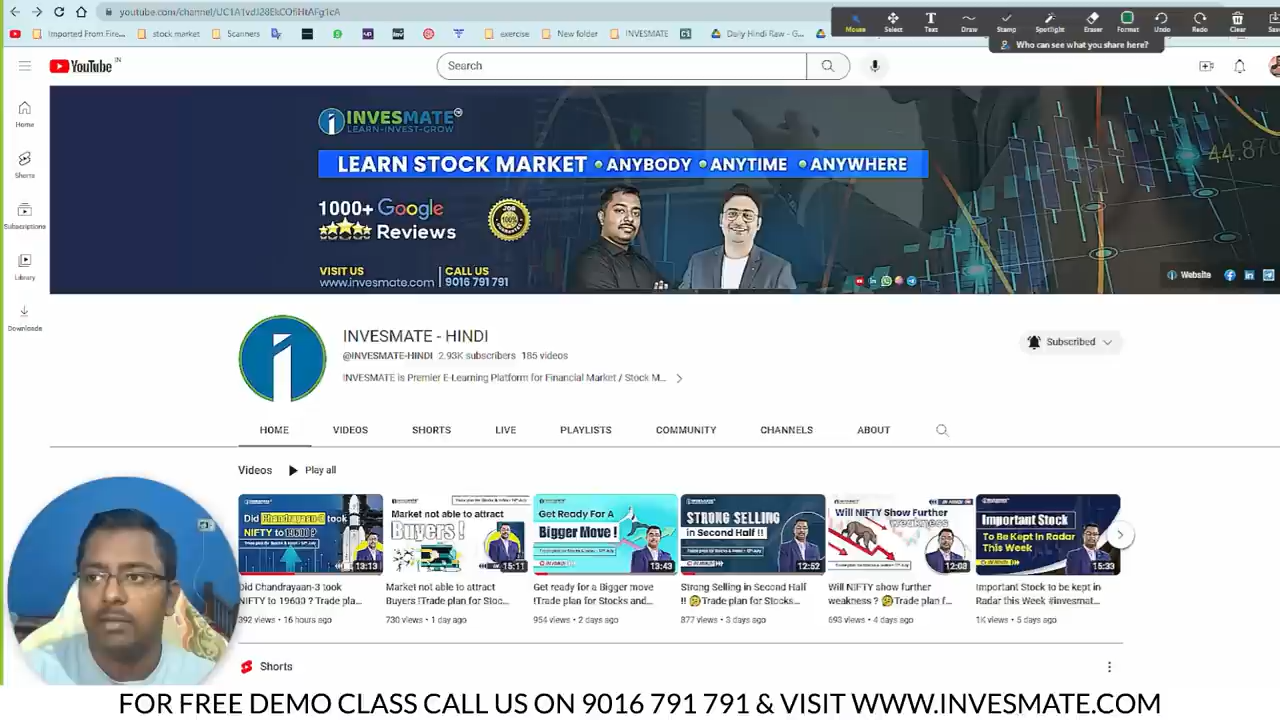 youtube.com/channel/
Imported From Fire...
stock market
Scanners
exercise
New folder
INVESMATE
Daily Hindi Raw - G...
Mouse
Select
Text
Draw
Stamp
Spotlight
Eraser
Format
Undo
Redo
Clear
Who can see what you share here?
YouTube IN
Search
Home
Shorts
Subscriptions
Library
Downloads
INVESMATE
LEARN-INVEST-GROW
LEARN STOCK MARKET • ANYBODY • ANYTIME • ANYWHERE
1000+ Google
Reviews
JOB
100%
VISIT US
www.invesmate.com
CALL US
9016 791 791
44.870
Website
INVESMATE - HINDI
@INVESMATE-HINDI 2.93K subscribers 185 videos
INVESMATE is Premier E-Learning Platform for Financial Market / Stock M...
Subscribed
HOME
VIDEOS
SHORTS
LIVE
PLAYLISTS
COMMUNITY
CHANNELS
ABOUT
Videos
Play all
Did Chandrayaan-3 took
NIFTY to 19600 ?
13:13
Market not able to attract
Buyers !
15:11
Get Ready For A
Bigger Move !
13:43
STRONG SELLING
in Second Half !!
12:52
Will NIFTY Show Further
weakness
12:08
Important Stock
To Be Kept In Radar
This Week
15:33
Did Chandrayaan-3 took
NIFTY to 19600 ? Trade pla...
392 views • 16 hours ago
Market not able to attract
Buyers !Trade plan for Stoc...
730 views • 1 day ago
Get ready for a Bigger move
!Trade plan for Stocks and...
954 views • 2 days ago
Strong Selling in Second Half
!! 🤔Trade plan for Stocks...
877 views • 3 days ago
Will NIFTY show further
weakness ? 🤔Trade plan f...
693 views • 4 days ago
Important Stock to be kept in
Radar this Week #invesmat...
1K views • 5 days ago
Shorts
FOR FREE DEMO CLASS CALL US ON 9016 791 791 & VISIT WWW.INVESMATE.COM